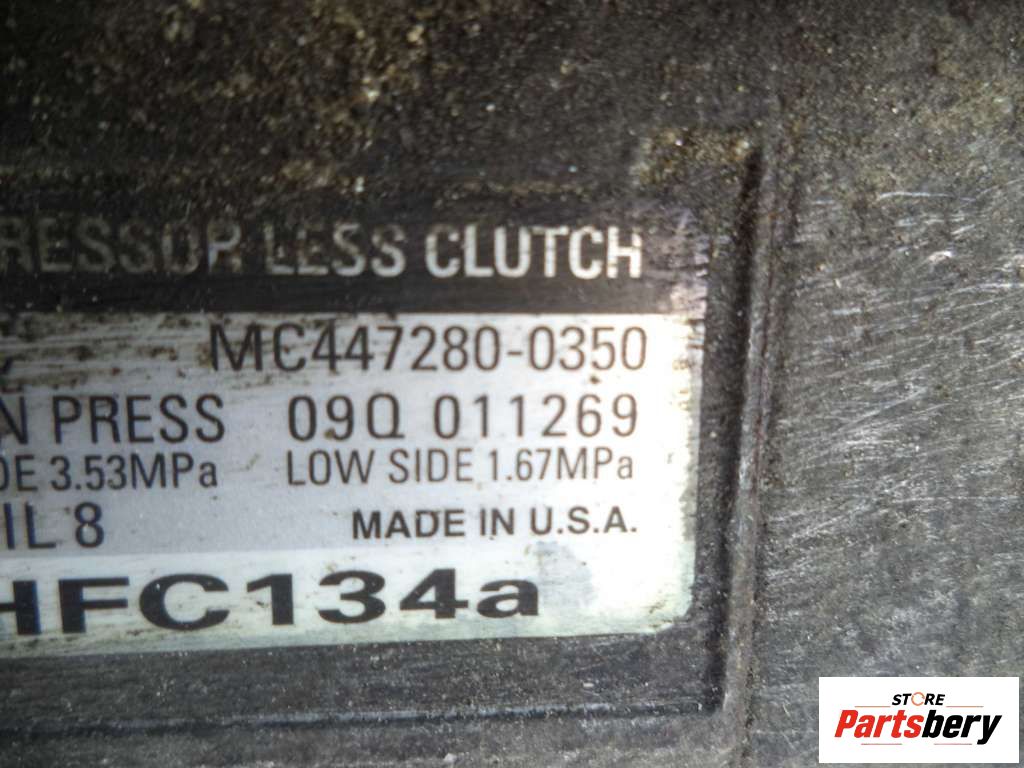 PRESSOR LESS CLUTCH
MC447280-0350
N PRESS 09Q 011269
DE 3.53MPa LOW SIDE 1.67MPa
IL 8 MADE IN U.S.A.
HFC134a
STORE
Partsbery